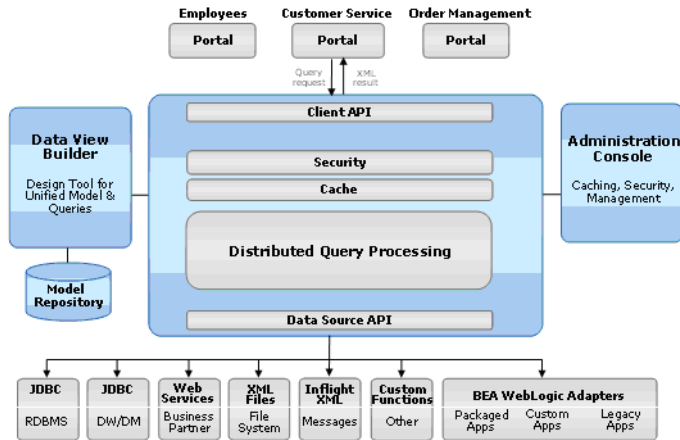 Employees
Customer Service
Order Management
Portal
Portal
Portal
Query
request
XML
result
Client API
Data View
Builder
Design Tool for
Unified Model &
Queries
Security
Cache
Distributed Query Processing
Administration
Console
Caching, Security,
Management
Model
Repository
Data Source API
JDBC
RDBMS
JDBC
DW/DM
Web
Services
Business
Partner
XML
Files
File
System
Inflight
XML
Messages
Custom
Functions
Other
BEA WebLogic Adapters
Packaged
Apps
Custom
Apps
Legacy
Apps